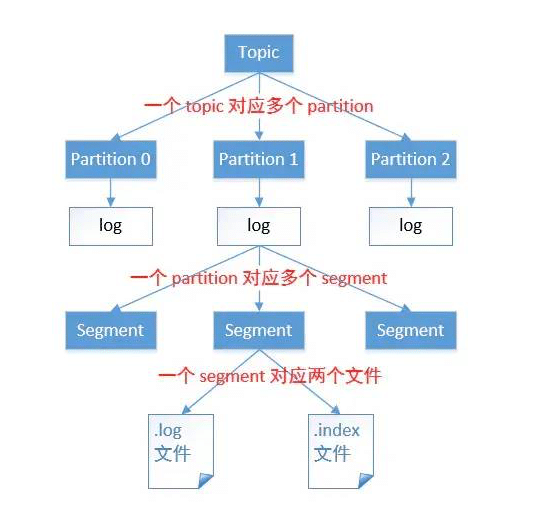 Topic
一个 topic 对应多个 partition
Partition 0
Partition 1
Partition 2
log
log
log
一个 partition 对应多个 segment
Segment
Segment
Segment
一个 segment 对应两个文件
.log
文件
.index
文件